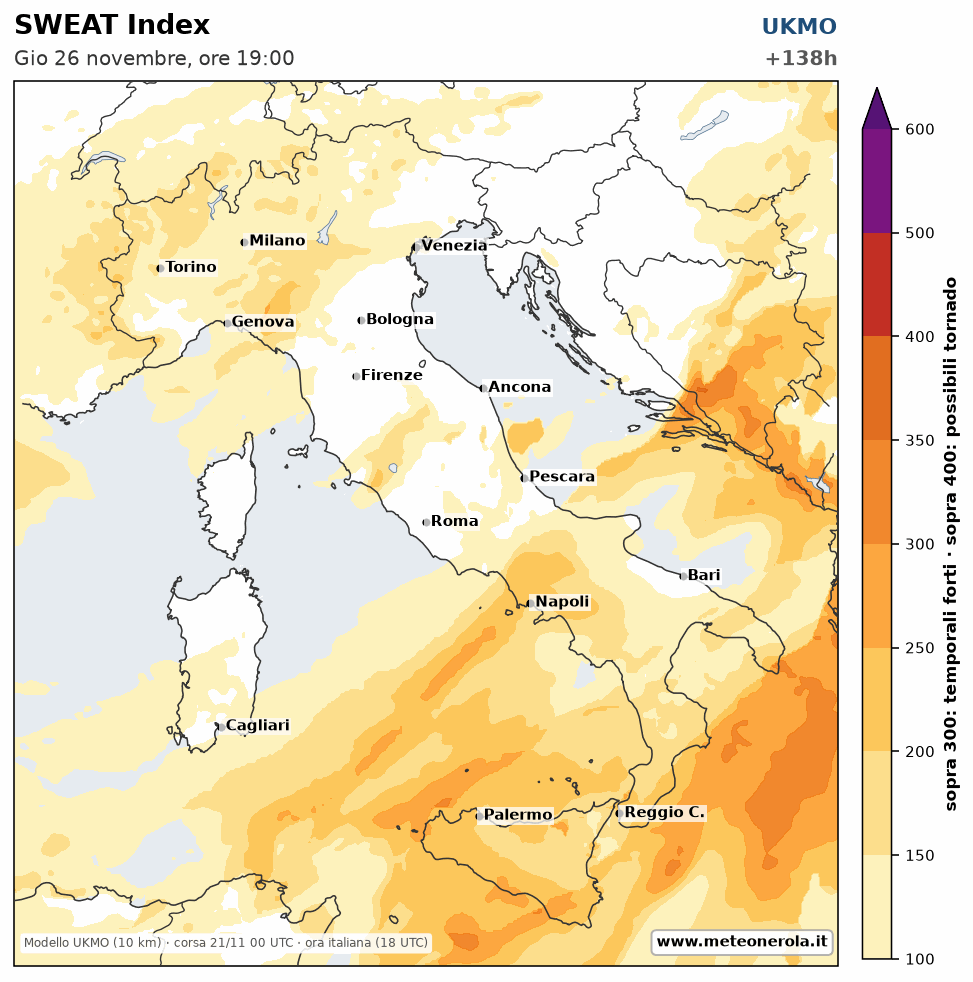 SWEAT Index
UKMO
Gio 26 novembre, ore 19:00
+138h
600
500
400
350
300
250
200
150
100
sopra 300: temporali forti · sopra 400: possibili tornado
Milano
Venezia
Torino
Genova
Bologna
Firenze
Ancona
Pescara
Roma
Bari
Napoli
Cagliari
Palermo
Reggio C.
Modello UKMO (10 km) · corsa 21/11 00 UTC · ora italiana (18 UTC)
www.meteonerola.it